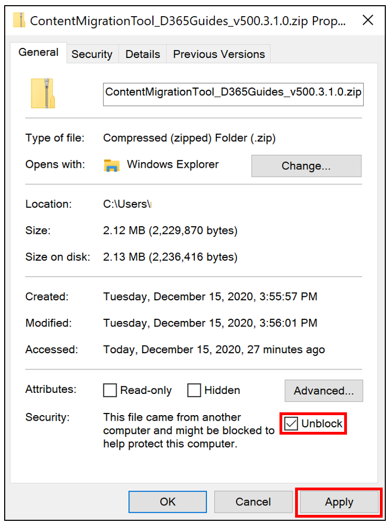 ContentMigrationTool_D365Guides_v500.3.1.0.zip Prop...
General Security Details Previous Versions
ContentMigrationTool_D365Guides_v500.3.1.0.zip
Type of file: Compressed (zipped) Folder (.zip)
Opens with: Windows Explorer Change...
Location: C:\Users\
Size: 2.12 MB (2,229,870 bytes)
Size on disk: 2.13 MB (2,236,416 bytes)
Created: Tuesday, December 15, 2020, 3:55:57 PM
Modified: Tuesday, December 15, 2020, 3:56:01 PM
Accessed: Today, December 15, 2020, 27 minutes ago
Attributes: Read-only Hidden Advanced...
Security: This file came from another
computer and might be blocked to
help protect this computer.
Unblock
OK Cancel Apply